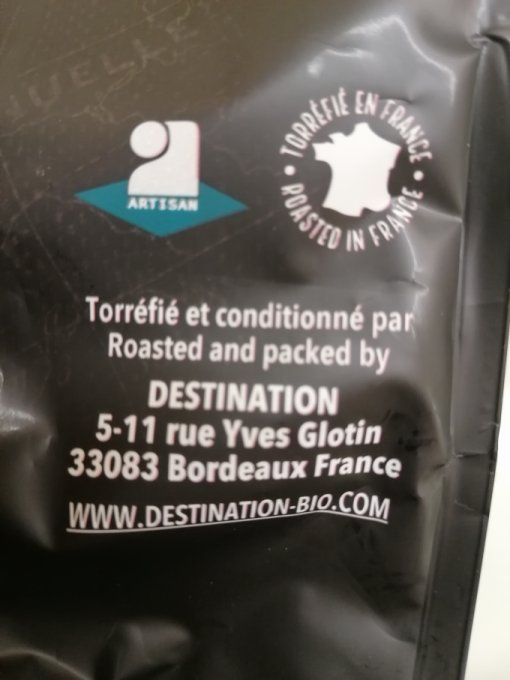 NUELLE
ARTISAN
• TORRÉFIÉ EN FRANCE •
ROASTED IN FRANCE
Torréfié et conditionné par
Roasted and packed by
DESTINATION
5-11 rue Yves Glotin
33083 Bordeaux France
WWW.DESTINATION-BIO.COM